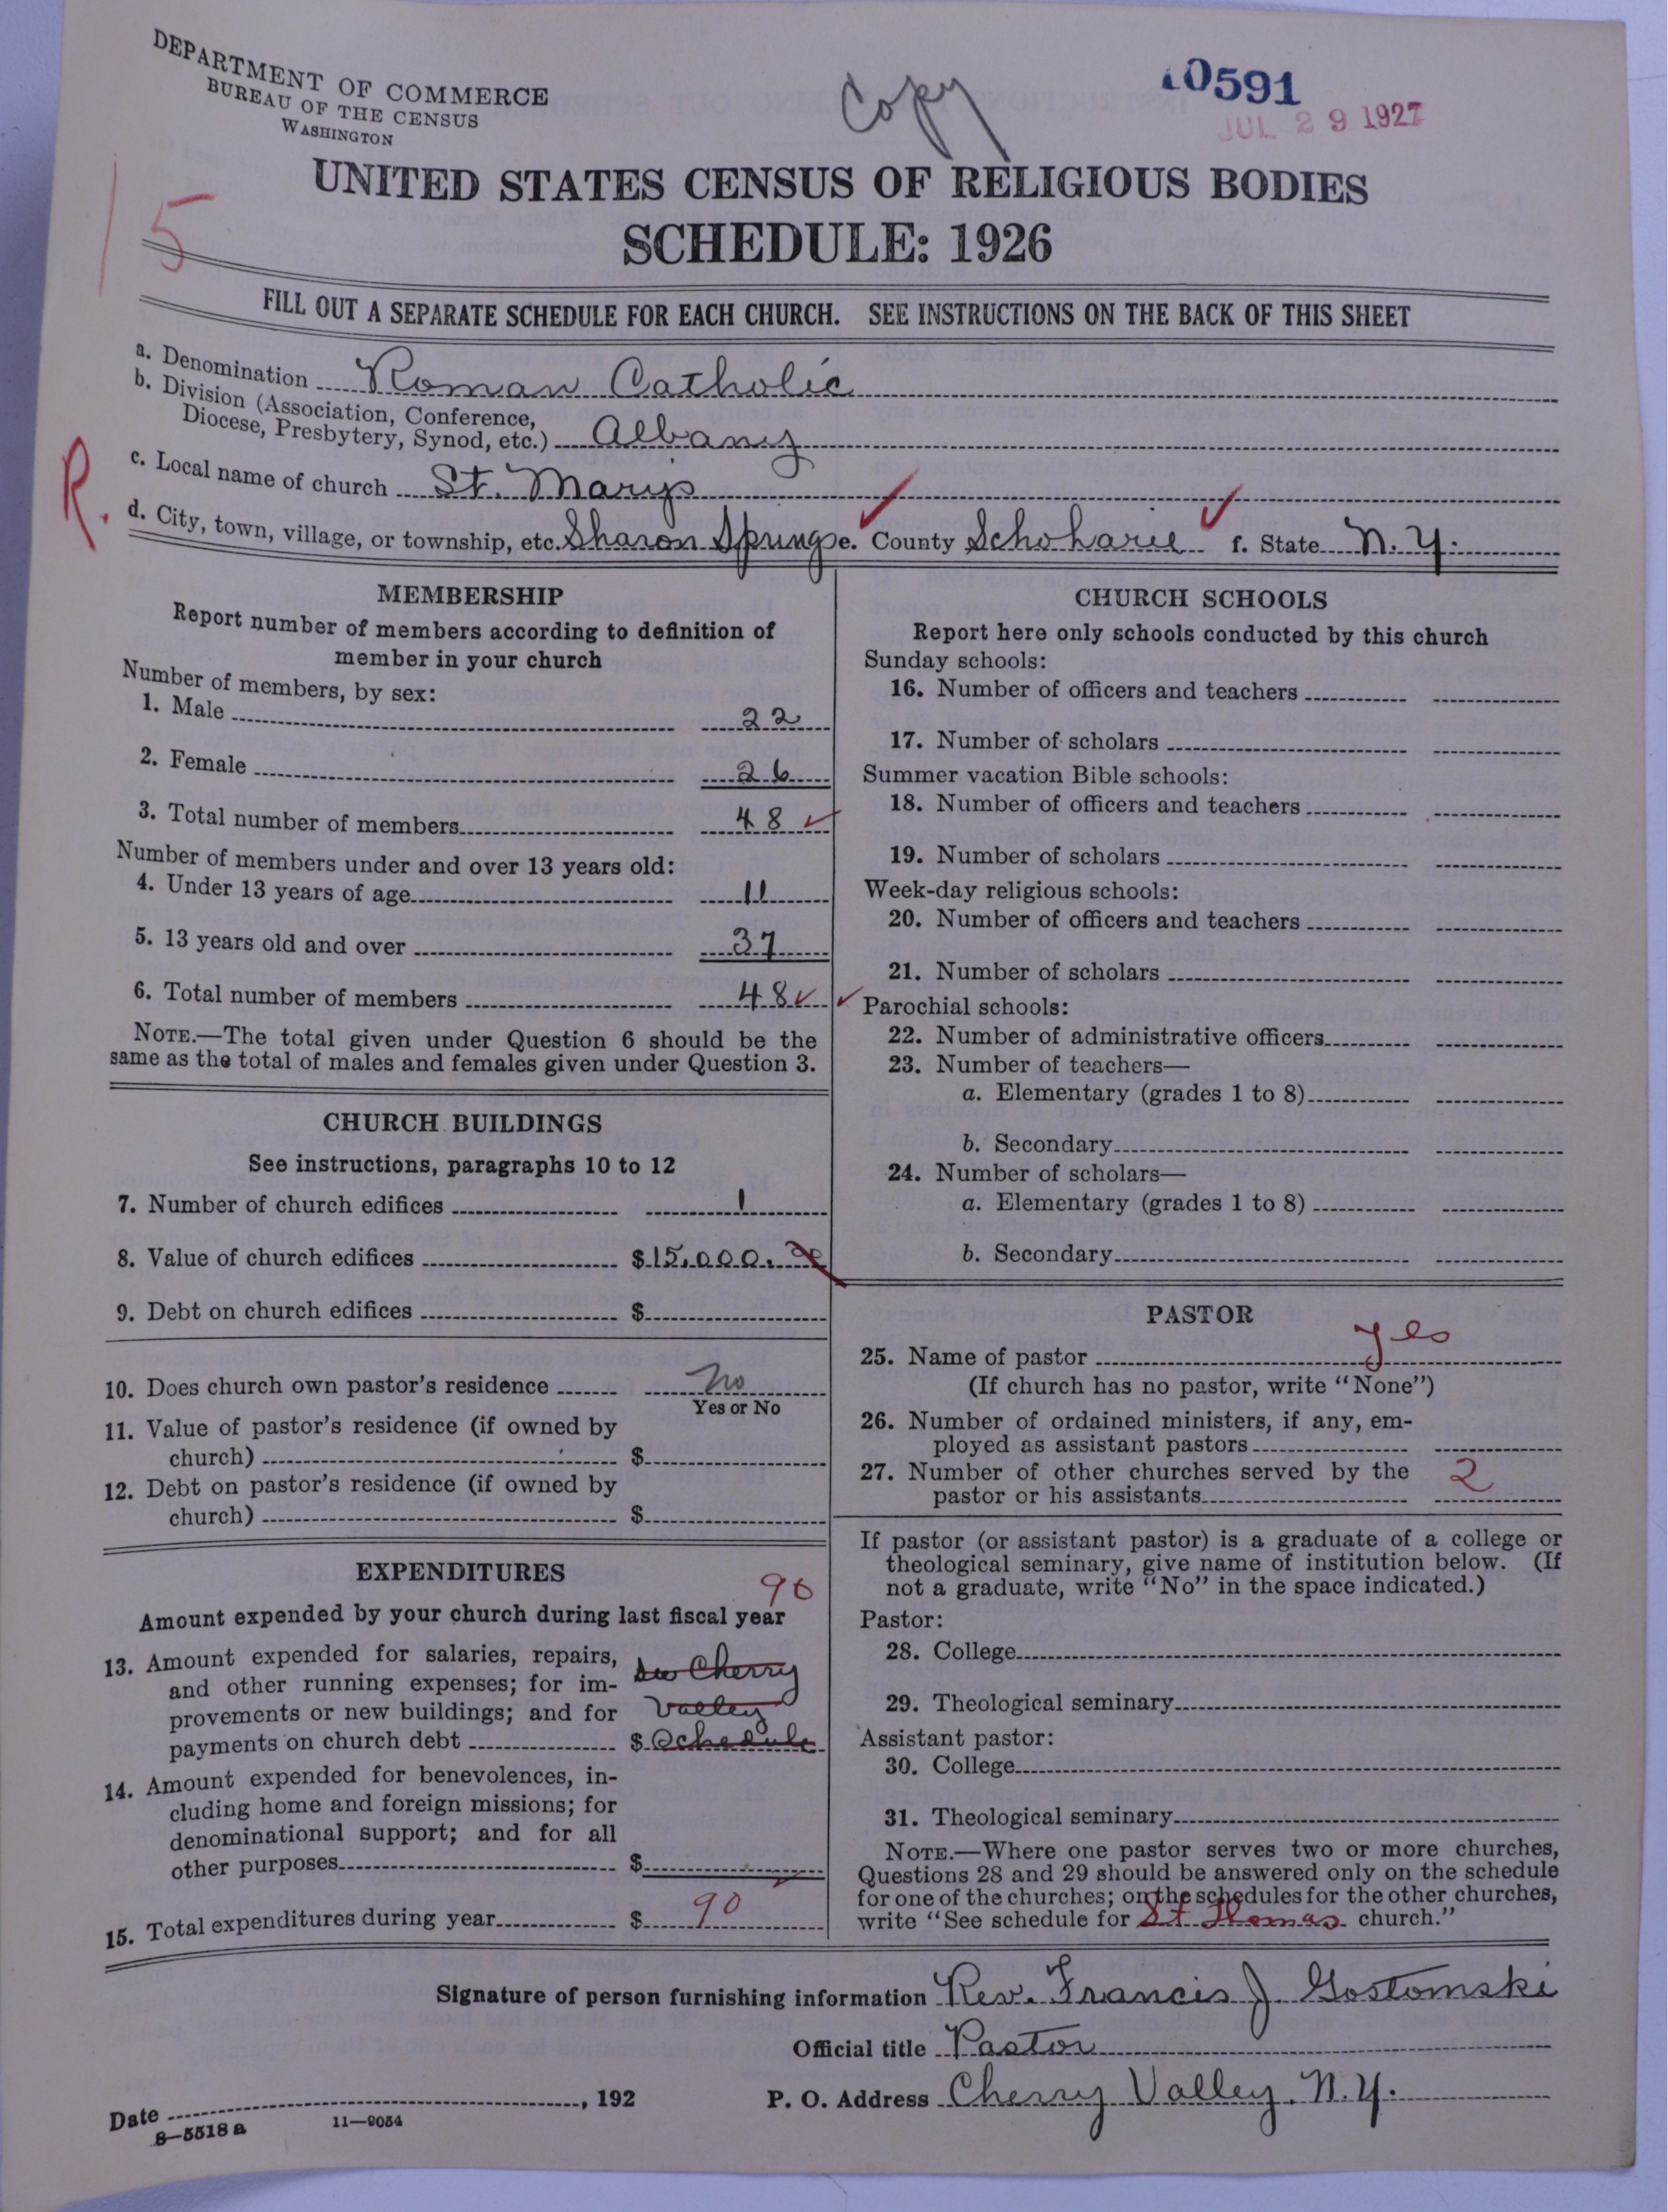 DEPARTMENT OF COMMERCE
BUREAU OF THE CENSUS
WASHINGTON
Copy
10591
JUL 29 1927
15
UNITED STATES CENSUS OF RELIGIOUS BODIES
SCHEDULE: 1926
FILL OUT A SEPARATE SCHEDULE FOR EACH CHURCH. SEE INSTRUCTIONS ON THE BACK OF THIS SHEET
a. Denomination Roman Catholic
b. Division (Association, Conference,
Diocese, Presbytery, Synod, etc.) Albany
R.
c. Local name of church St. Marys
d. City, town, village, or township, etc. Sharon Springs e. County Schoharie f. State N.Y.
MEMBERSHIP
Report number of members according to definition of
member in your church
Number of members, by sex:
1. Male 22
2. Female 26
3. Total number of members 48
Number of members under and over 13 years old:
4. Under 13 years of age 11
5. 13 years old and over 37
6. Total number of members 48
NOTE.—The total given under Question 6 should be the
same as the total of males and females given under Question 3.
CHURCH BUILDINGS
See instructions, paragraphs 10 to 12
7. Number of church edifices 1
8. Value of church edifices $15,000.00
9. Debt on church edifices $
10. Does church own pastor's residence No
Yes or No
11. Value of pastor's residence (if owned by
church) $
12. Debt on pastor's residence (if owned by
church) $
EXPENDITURES
90
Amount expended by your church during last fiscal year
13. Amount expended for salaries, repairs, See Cherry
and other running expenses; for im-
provements or new buildings; and for Valley
payments on church debt $ Schedule
14. Amount expended for benevolences, in-
cluding home and foreign missions; for
denominational support; and for all
other purposes $
15. Total expenditures during year $ 90
CHURCH SCHOOLS
Report here only schools conducted by this church
Sunday schools:
16. Number of officers and teachers
17. Number of scholars
Summer vacation Bible schools:
18. Number of officers and teachers
19. Number of scholars
Week-day religious schools:
20. Number of officers and teachers
21. Number of scholars
Parochial schools:
22. Number of administrative officers
23. Number of teachers—
a. Elementary (grades 1 to 8)
b. Secondary
24. Number of scholars—
a. Elementary (grades 1 to 8)
b. Secondary
PASTOR
25. Name of pastor yes
(If church has no pastor, write "None")
26. Number of ordained ministers, if any, em-
ployed as assistant pastors
27. Number of other churches served by the 2
pastor or his assistants
If pastor (or assistant pastor) is a graduate of a college or
theological seminary, give name of institution below. (If
not a graduate, write "No" in the space indicated.)
Pastor:
28. College
29. Theological seminary
Assistant pastor:
30. College
31. Theological seminary
NOTE.—Where one pastor serves two or more churches,
Questions 28 and 29 should be answered only on the schedule
for one of the churches; on the schedules for the other churches,
write "See schedule for St Thomas church."
Signature of person furnishing information Rev. Francis J. Gostomski
Official title Pastor
Date , 192 P. O. Address Cherry Valley. N.Y.
8—5518 a 11—9054